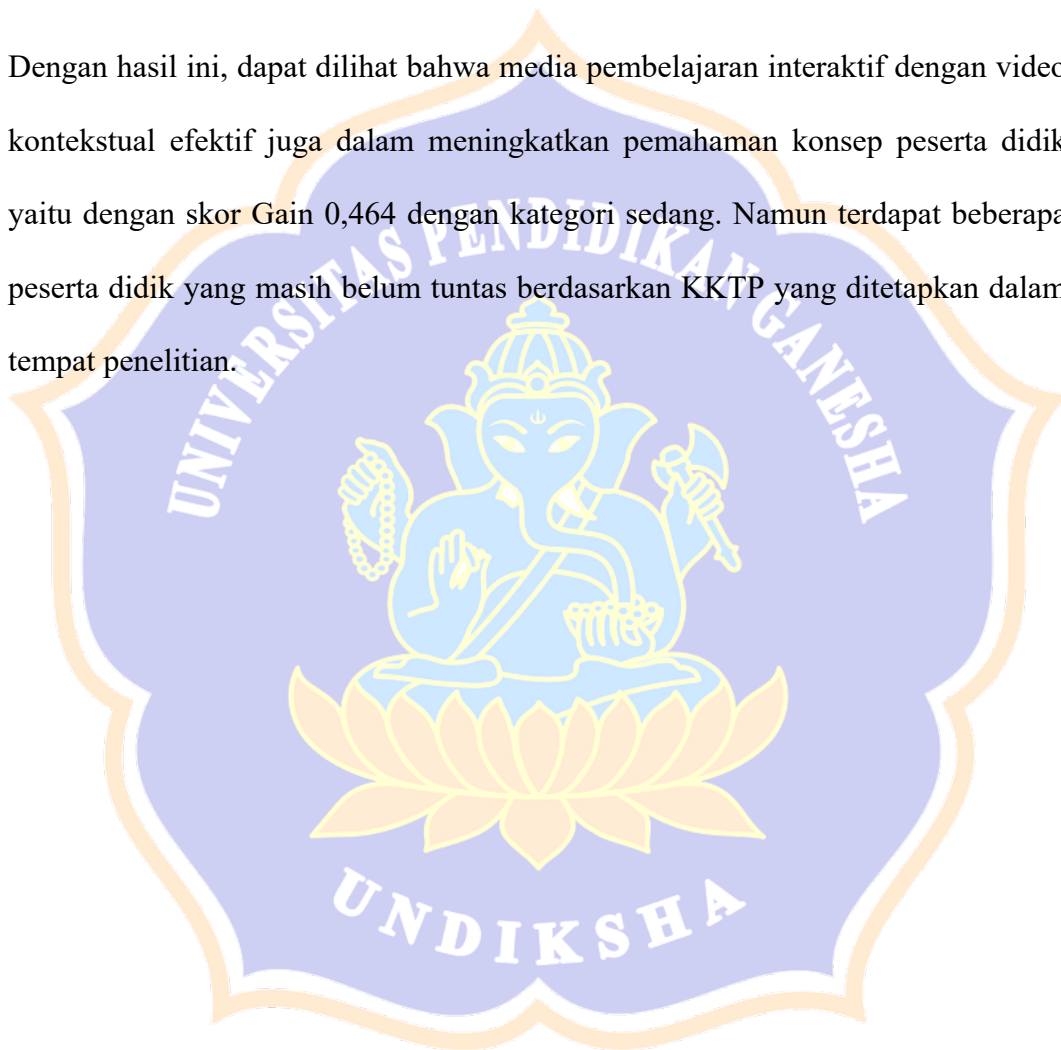 Dengan hasil ini, dapat dilihat bahwa media pembelajaran interaktif dengan video
kontekstual efektif juga dalam meningkatkan pemahaman konsep peserta didik
yaitu dengan skor Gain 0,464 dengan kategori sedang. Namun terdapat beberapa
peserta didik yang masih belum tuntas berdasarkan KKTP yang ditetapkan dalam
tempat penelitian.
UNIVERSITAS PENDIDIKAN GANESHA
UNDIKSHA